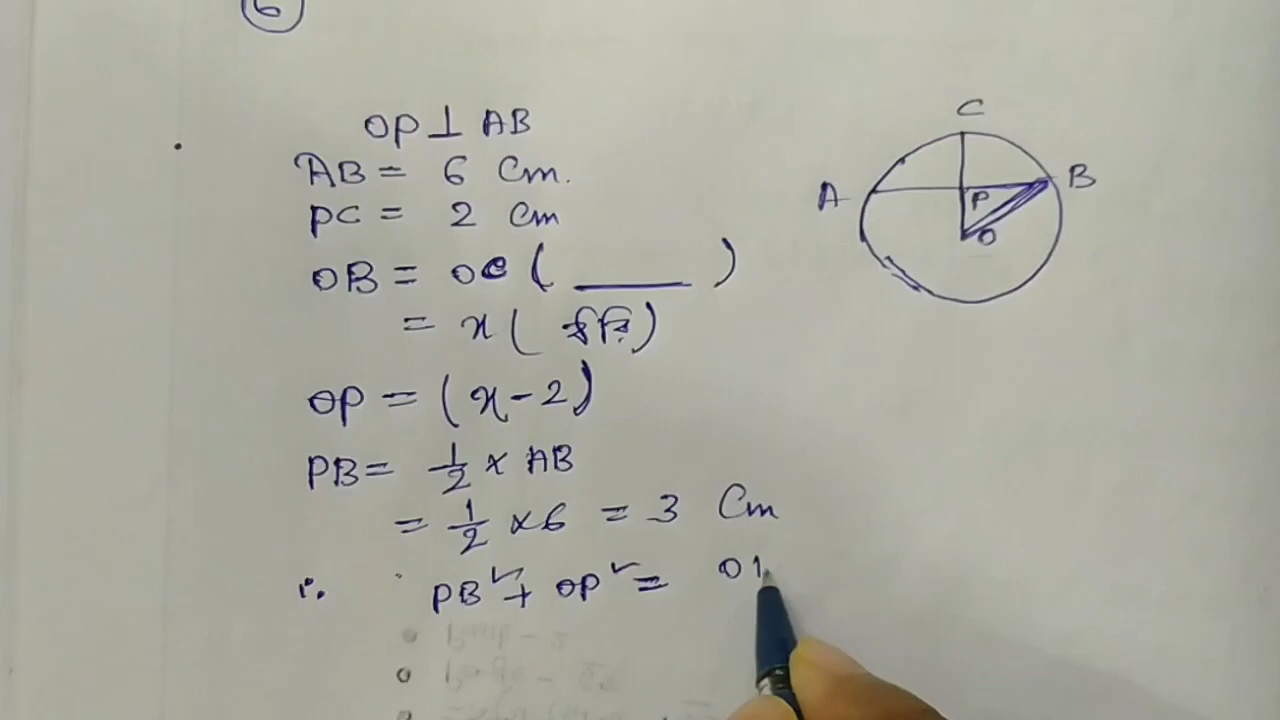 6
OP ⊥ AB
AB = 6 Cm.
PC = 2 Cm
OB = OC ( ______ )
= x ( ধরি )
OP = (x-2)
PB = 1/2 × AB
= 1/2 × 6 = 3 Cm
∴ PB² + OP² = O
C
A
B
P
O